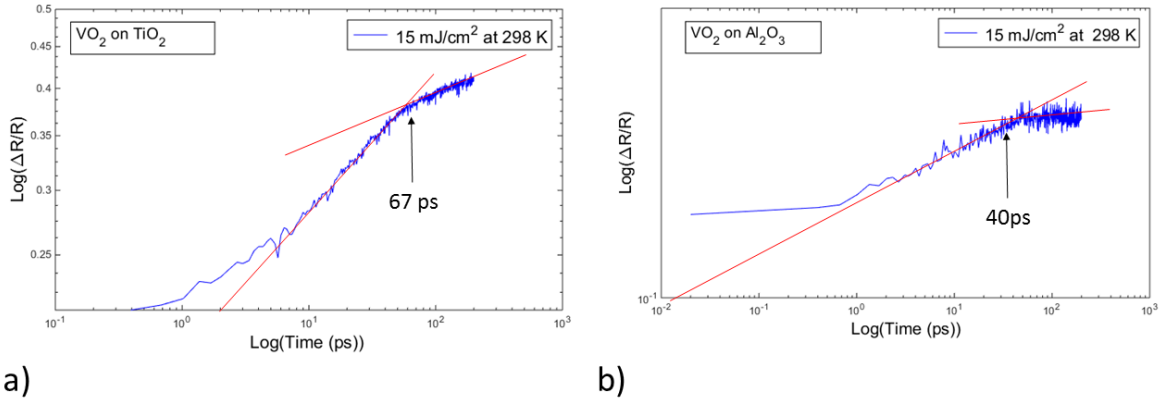 VO2 on TiO2
15 mJ/cm2 at 298 K
0.5
0.45
0.4
0.35
0.3
0.25
Log(ΔR/R)
67 ps
10-1
100
101
102
103
Log(Time (ps))
a)
VO2 on Al2O3
15 mJ/cm2 at  298 K
Log(ΔR/R)
40ps
10-1
10-2
10-1
100
101
102
103
Log(Time (ps))
b)